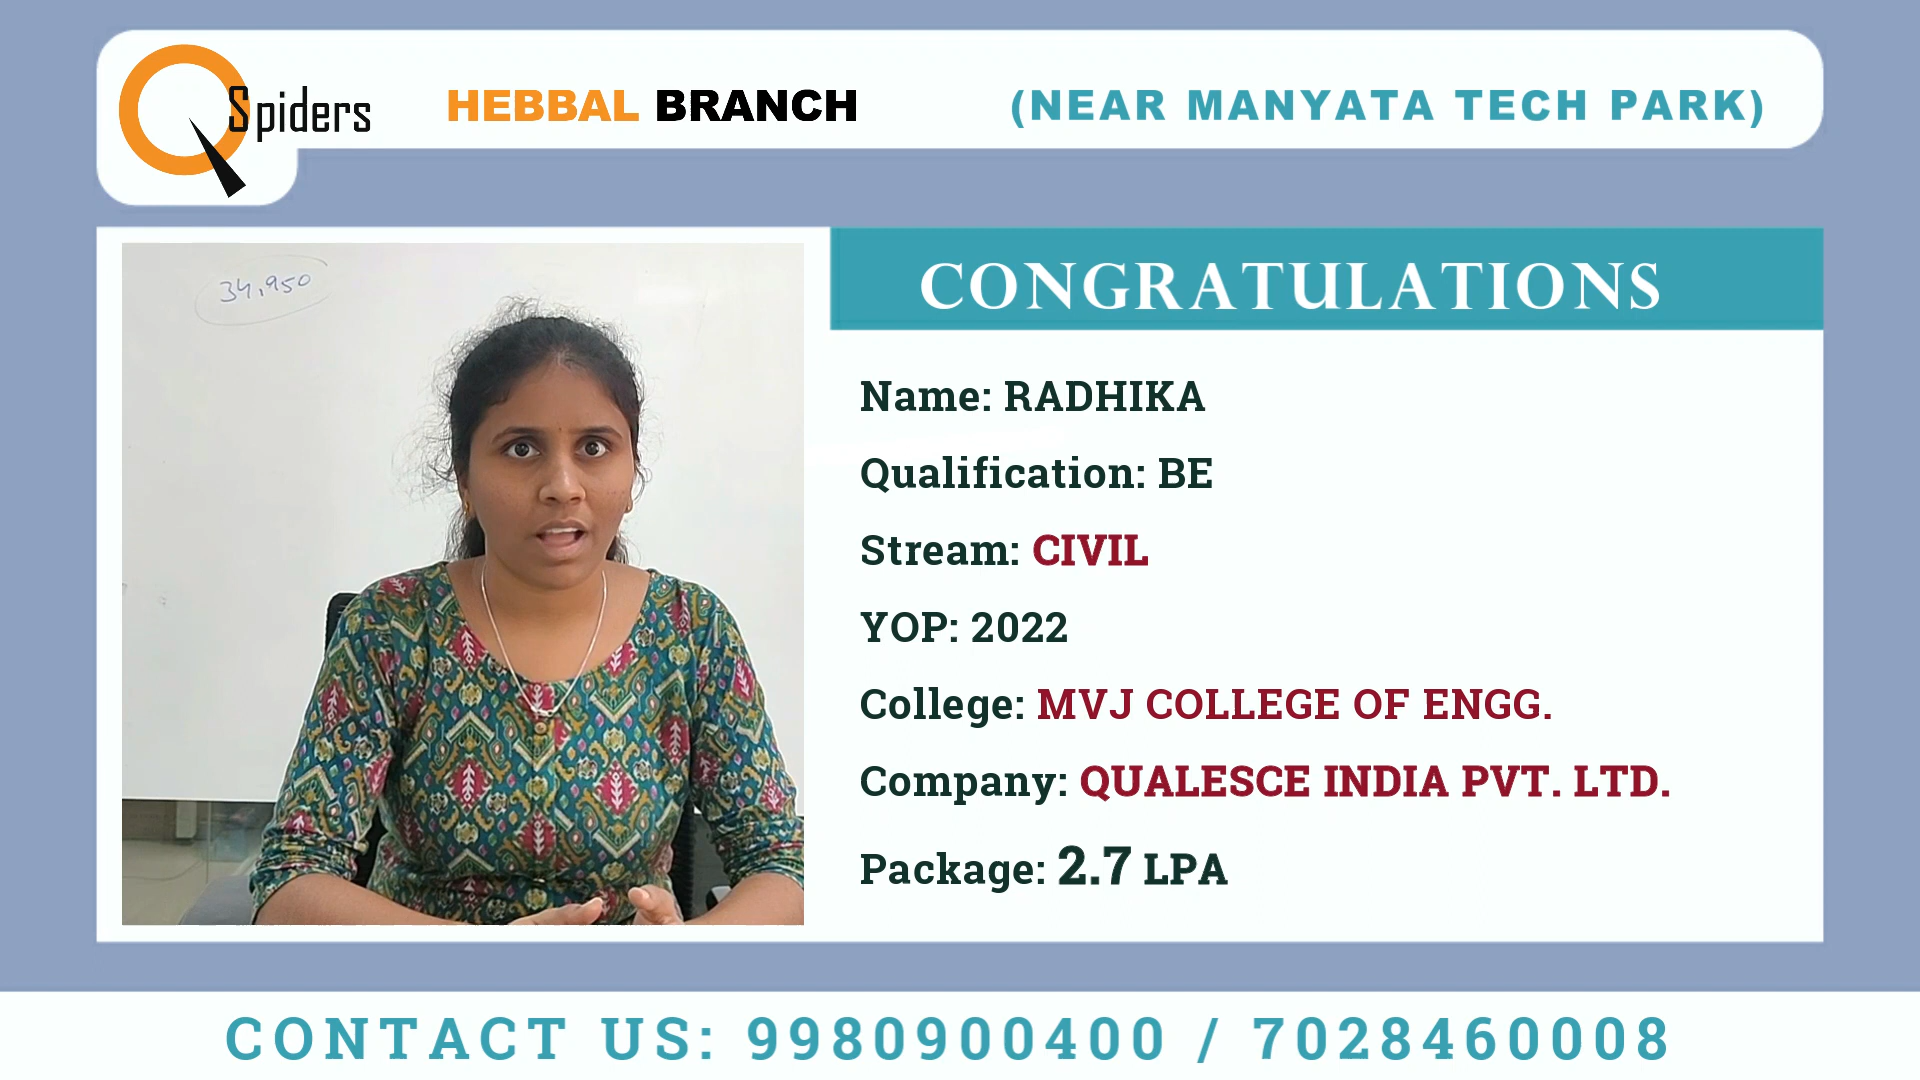 QSpiders
HEBBAL BRANCH
(NEAR MANYATA TECH PARK)
34,950
CONGRATULATIONS
Name: RADHIKA
Qualification: BE
Stream: CIVIL
YOP: 2022
College: MVJ COLLEGE OF ENGG.
Company: QUALESCE INDIA PVT. LTD.
Package: 2.7 LPA
CONTACT US: 9980900400 / 7028460008